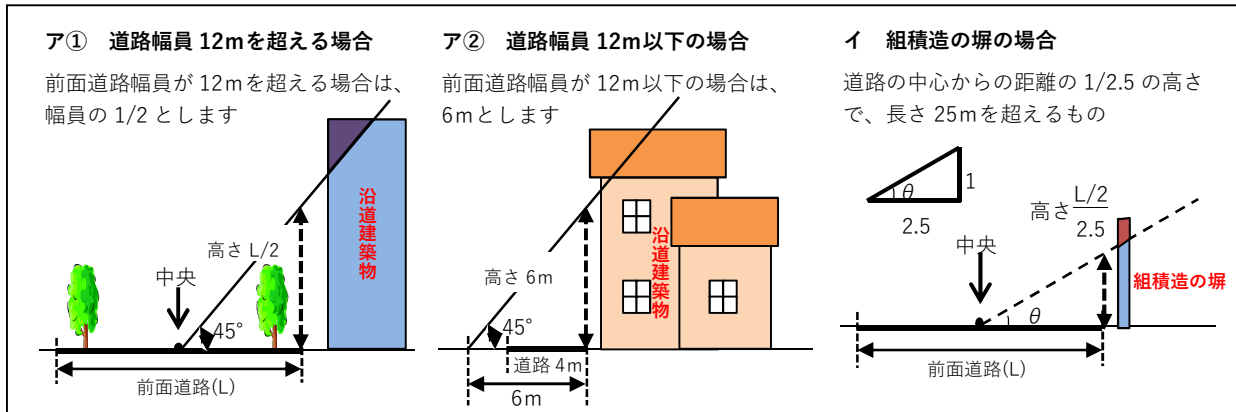 ア① 道路幅員 12mを超える場合
前面道路幅員が 12mを超える場合は、
幅員の 1/2 とします
沿道建築物
高さ L/2
中央
45°
前面道路(L)
ア② 道路幅員 12m以下の場合
前面道路幅員が 12m以下の場合は、
6mとします
沿道建築物
高さ 6m
45°
道路 4m
6m
イ 組積造の塀の場合
道路の中心からの距離の 1/2.5 の高さ
で、長さ 25mを超えるもの
θ
1
2.5
高さ L/2
2.5
中央
組積造の塀
θ
前面道路(L)